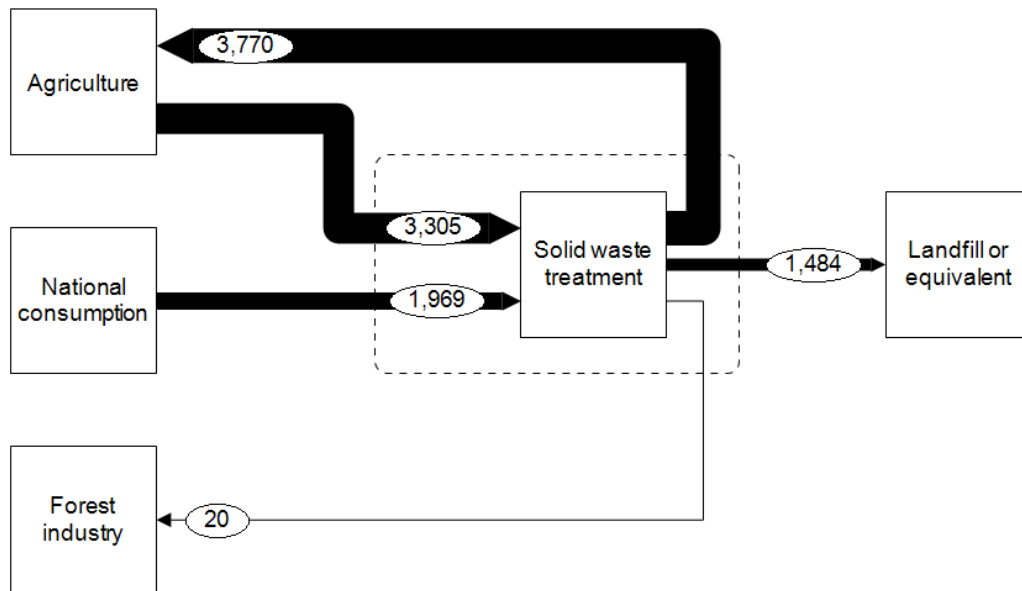 3,770
Agriculture
3,305
Solid waste
treatment
1,484
Landfill or
equivalent
National
consumption
1,969
Forest
industry
20